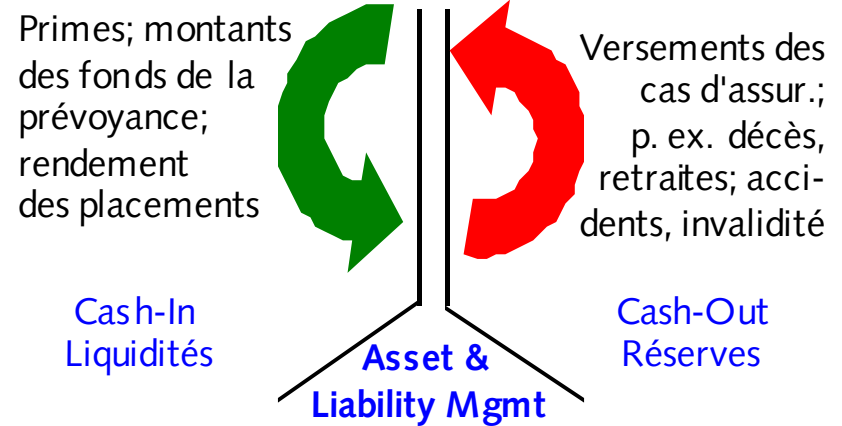 Primes; montants
des fonds de la
prévoyance;
rendement
des placements
Versements des
cas d'assur.;
p. ex. décès,
retraites; acci-
dents, invalidité
Cash-In
Liquidités
Cash-Out
Réserves
Asset &
Liability Mgmt